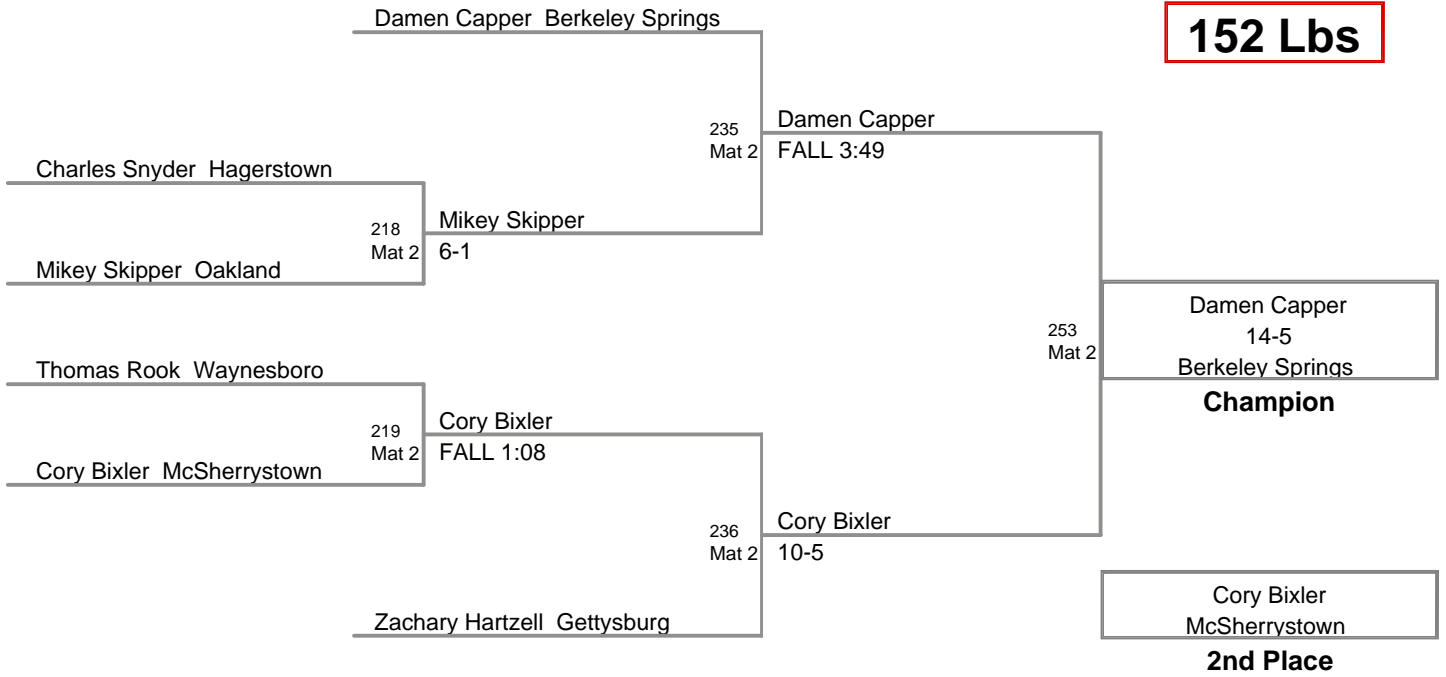 Damen Capper Berkeley Springs
152 Lbs
235
Mat 2
Damen Capper
FALL 3:49
Charles Snyder Hagerstown
218
Mat 2
Mikey Skipper
6-1
Mikey Skipper Oakland
253
Mat 2
Damen Capper
14-5
Berkeley Springs
Champion
Thomas Rook Waynesboro
219
Mat 2
Cory Bixler
FALL 1:08
Cory Bixler McSherrystown
236
Mat 2
Cory Bixler
10-5
Zachary Hartzell Gettysburg
Cory Bixler
McSherrystown
2nd Place